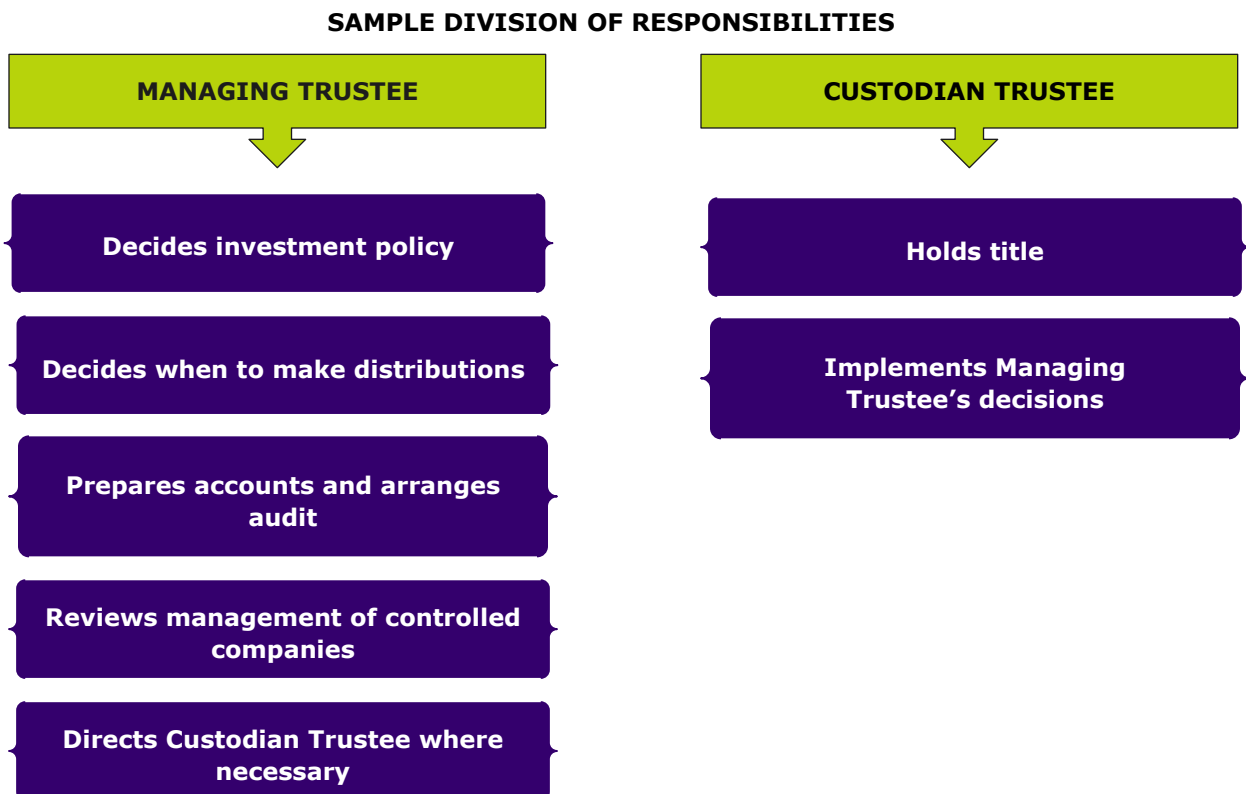 SAMPLE DIVISION OF RESPONSIBILITIES
MANAGING TRUSTEE
Decides investment policy
Decides when to make distributions
Prepares accounts and arranges
audit
Reviews management of controlled
companies
Directs Custodian Trustee where
necessary
CUSTODIAN TRUSTEE
Holds title
Implements Managing
Trustee’s decisions